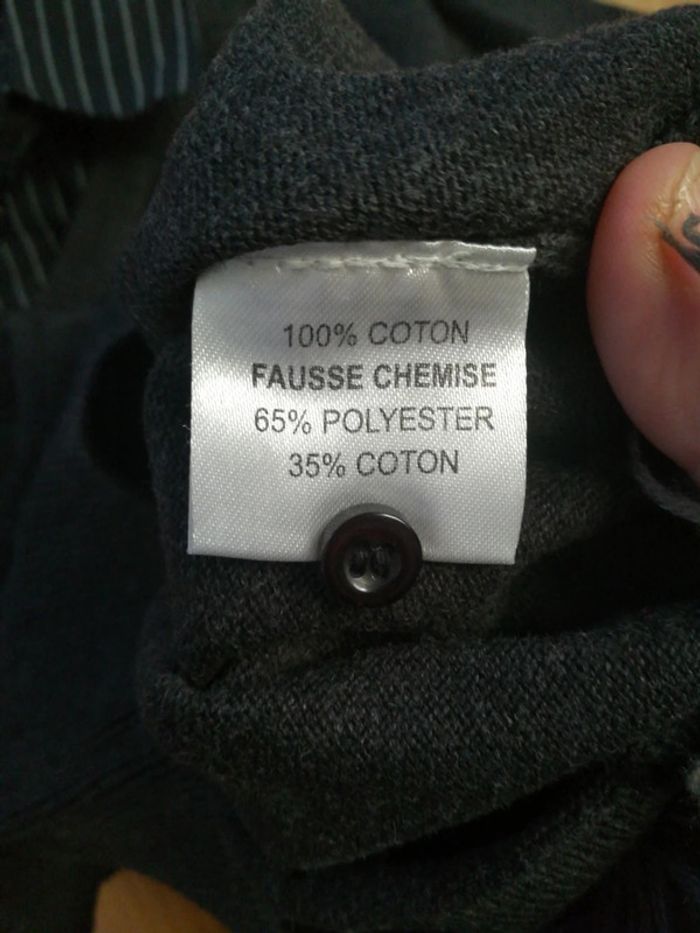 100% COTON
FAUSSE CHEMISE
65% POLYESTER
35% COTON